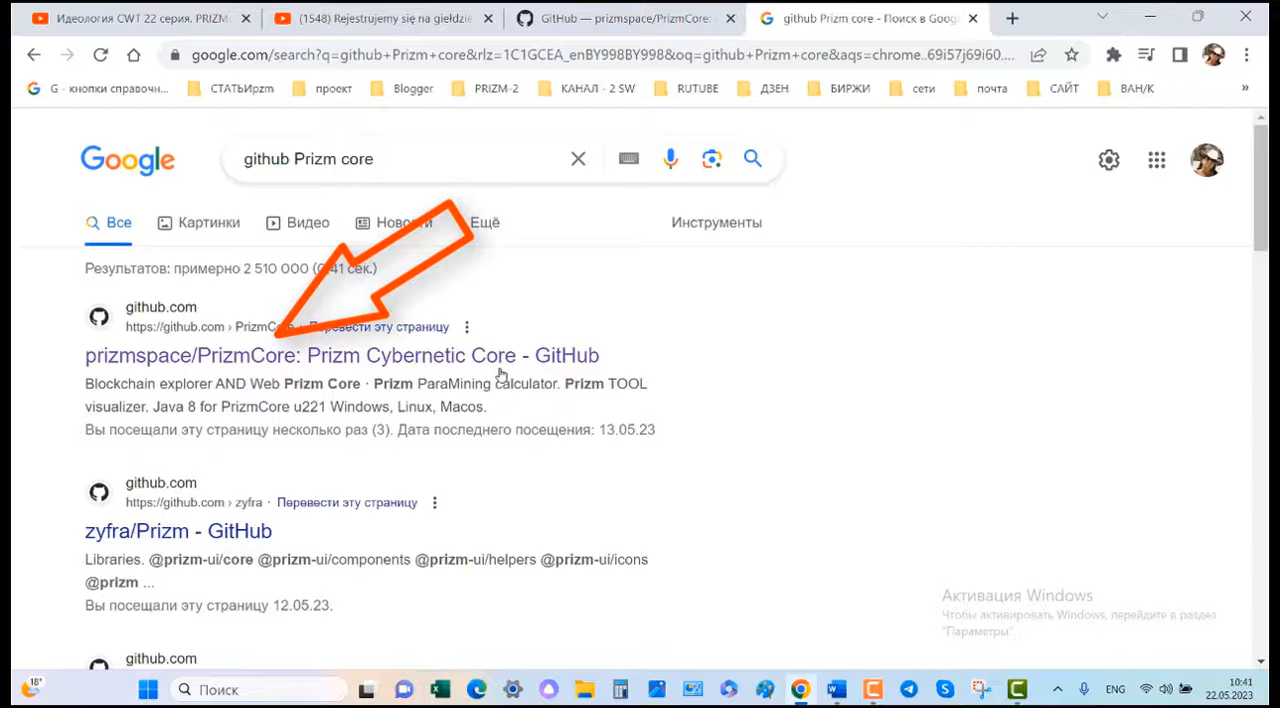 Идеология CWT 22 серия. PRIZM.
(1548) Rejestrujemy się na giełdzie
GitHub — prizmspace/PrizmCore:
github Prizm core - Поиск в Goog
google.com/search?q=github+Prizm+core&rlz=1C1GCEA_enBY998BY998&oq=github+Prizm+core&aqs=chrome..69i57j69i60....
G - кнопки справочн...
СТАТЬИpzm
проект
Blogger
PRIZM-2
КАНАЛ - 2 SW
RUTUBE
ДЗЕН
БИРЖИ
сети
почта
САЙТ
ВАН/К
»
Google
github Prizm core
Все
Картинки
Видео
Новости
Ещё
Инструменты
Результатов: примерно 2 510 000 (0,41 сек.)
github.com
https://github.com › PrizmCore · Перевести эту страницу
prizmspace/PrizmCore: Prizm Cybernetic Core - GitHub
Blockchain explorer AND Web Prizm Core · Prizm ParaMining calculator. Prizm TOOL
visualizer. Java 8 for PrizmCore u221 Windows, Linux, Macos.
Вы посещали эту страницу несколько раз (3). Дата последнего посещения: 13.05.23
github.com
https://github.com › zyfra · Перевести эту страницу
zyfra/Prizm - GitHub
Libraries. @prizm-ui/core @prizm-ui/components @prizm-ui/helpers @prizm-ui/icons
@prizm ...
Вы посещали эту страницу 12.05.23.
github.com
Активация Windows
Чтобы активировать Windows, перейдите в раздел
"Параметры".
18°
Поиск
ENG
10:41
22.05.2023